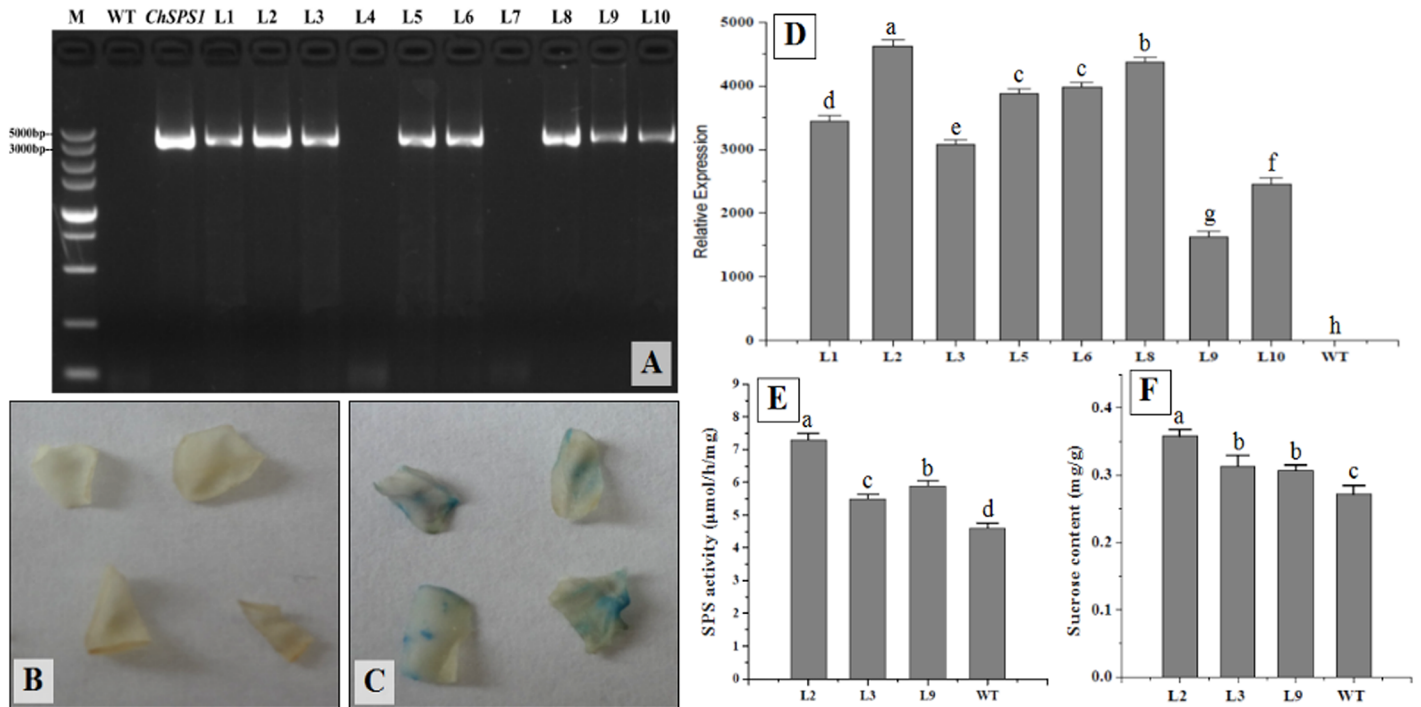 M WT ChSPS1 L1 L2 L3 L4 L5 L6 L7 L8 L9 L10
5000bp
3000bp
A
B
C
D
Relative Expression
5000
4000
3000
2000
1000
0
d
a
e
c
c
b
g
f
h
L1 L2 L3 L5 L6 L8 L9 L10 WT
E
SPS activity (μmol/h/mg)
9
8
7
6
5
4
3
2
1
0
a
c
b
d
L2 L3 L9 WT
F
Sucrose content (mg/g)
0.4
0.3
0.2
0.1
0.0
a
b
b
c
L2 L3 L9 WT